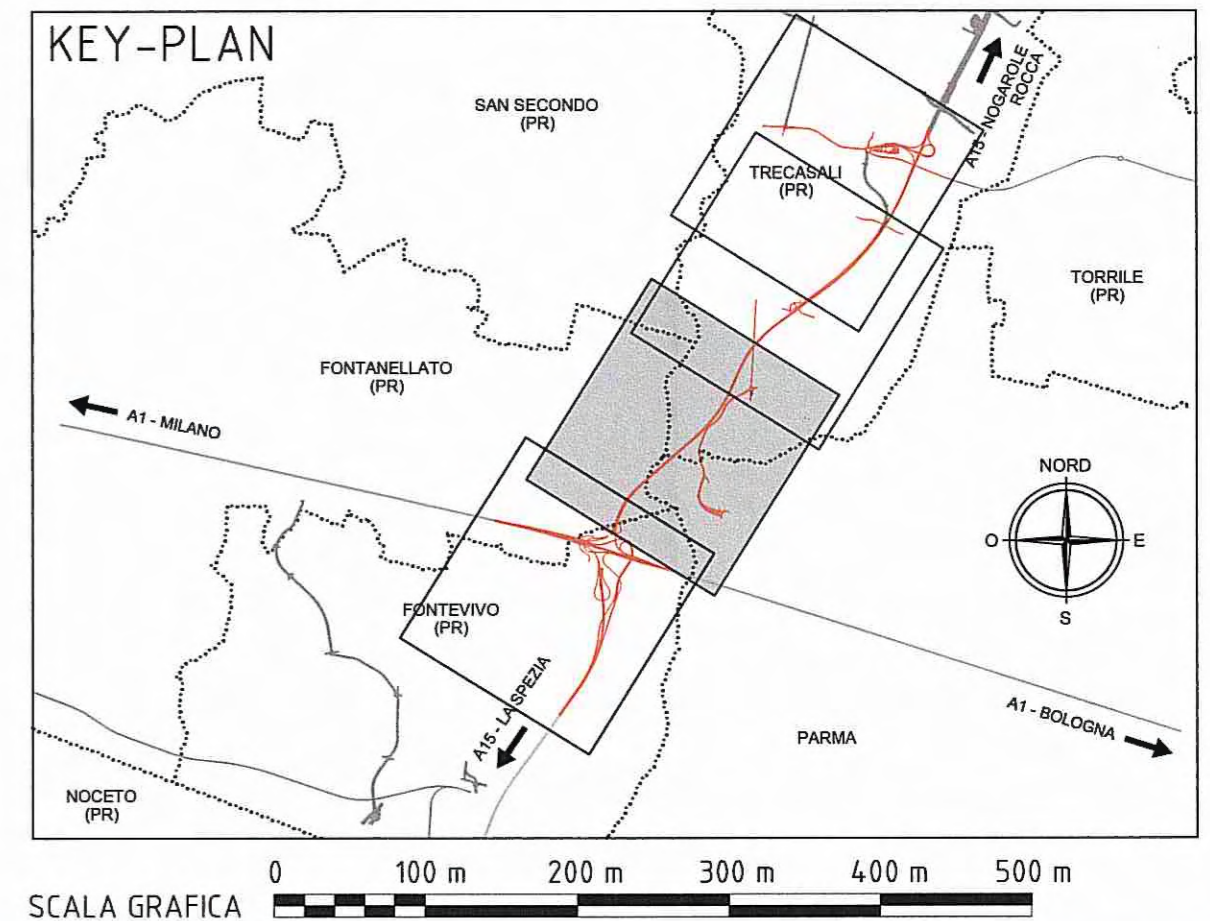 KEY-PLAN
SAN SECONDO
(PR)
A15 - NOGAROLE
ROCCA
TRECASALI
(PR)
TORRILE
(PR)
FONTANELLATO
(PR)
A1 - MILANO
NORD
O
E
S
FONTEVIVO
(PR)
A15 - LA SPEZIA
A1 - BOLOGNA
PARMA
NOCETO
(PR)
0 100 m 200 m 300 m 400 m 500 m
SCALA GRAFICA